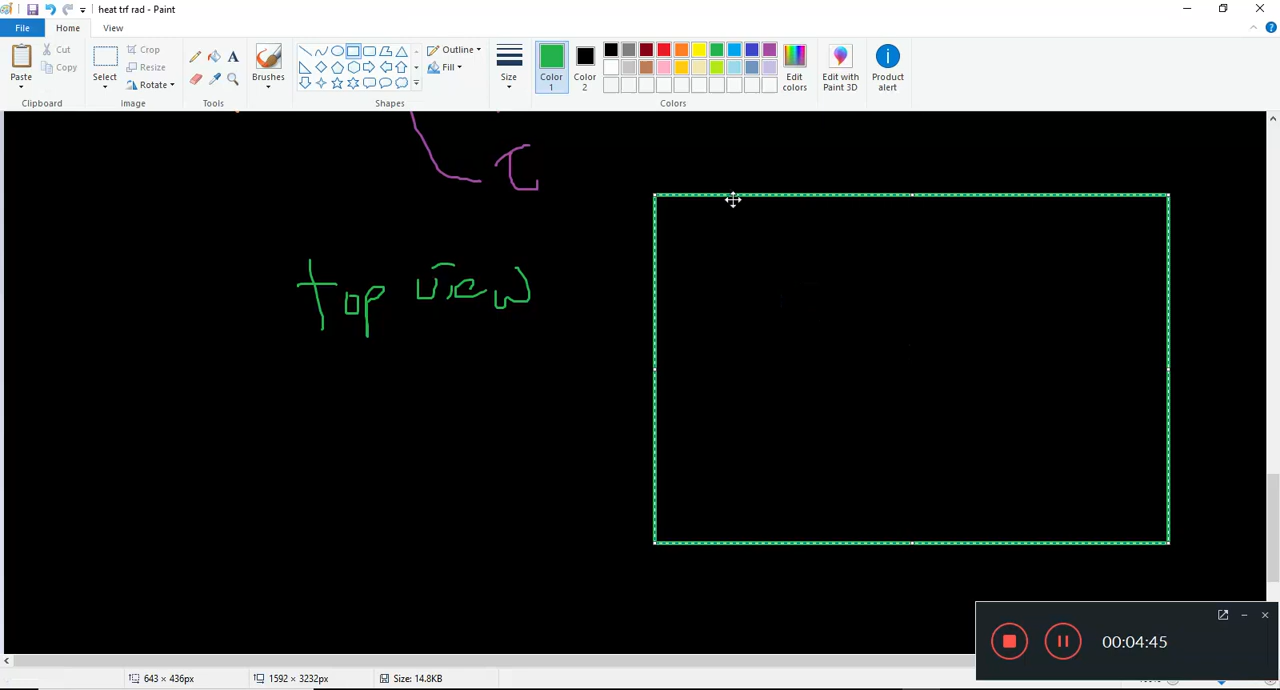 heat trf rad - Paint
File Home View
Paste Cut Copy Clipboard
Select Crop Resize Rotate Image
Tools
Brushes
Shapes Outline Fill
Size
Color 1
Color 2
Edit colors
Colors
Edit with Paint 3D
Product alert
τ
top view
00:04:45
643 × 436px 1592 × 3232px Size: 14.8KB